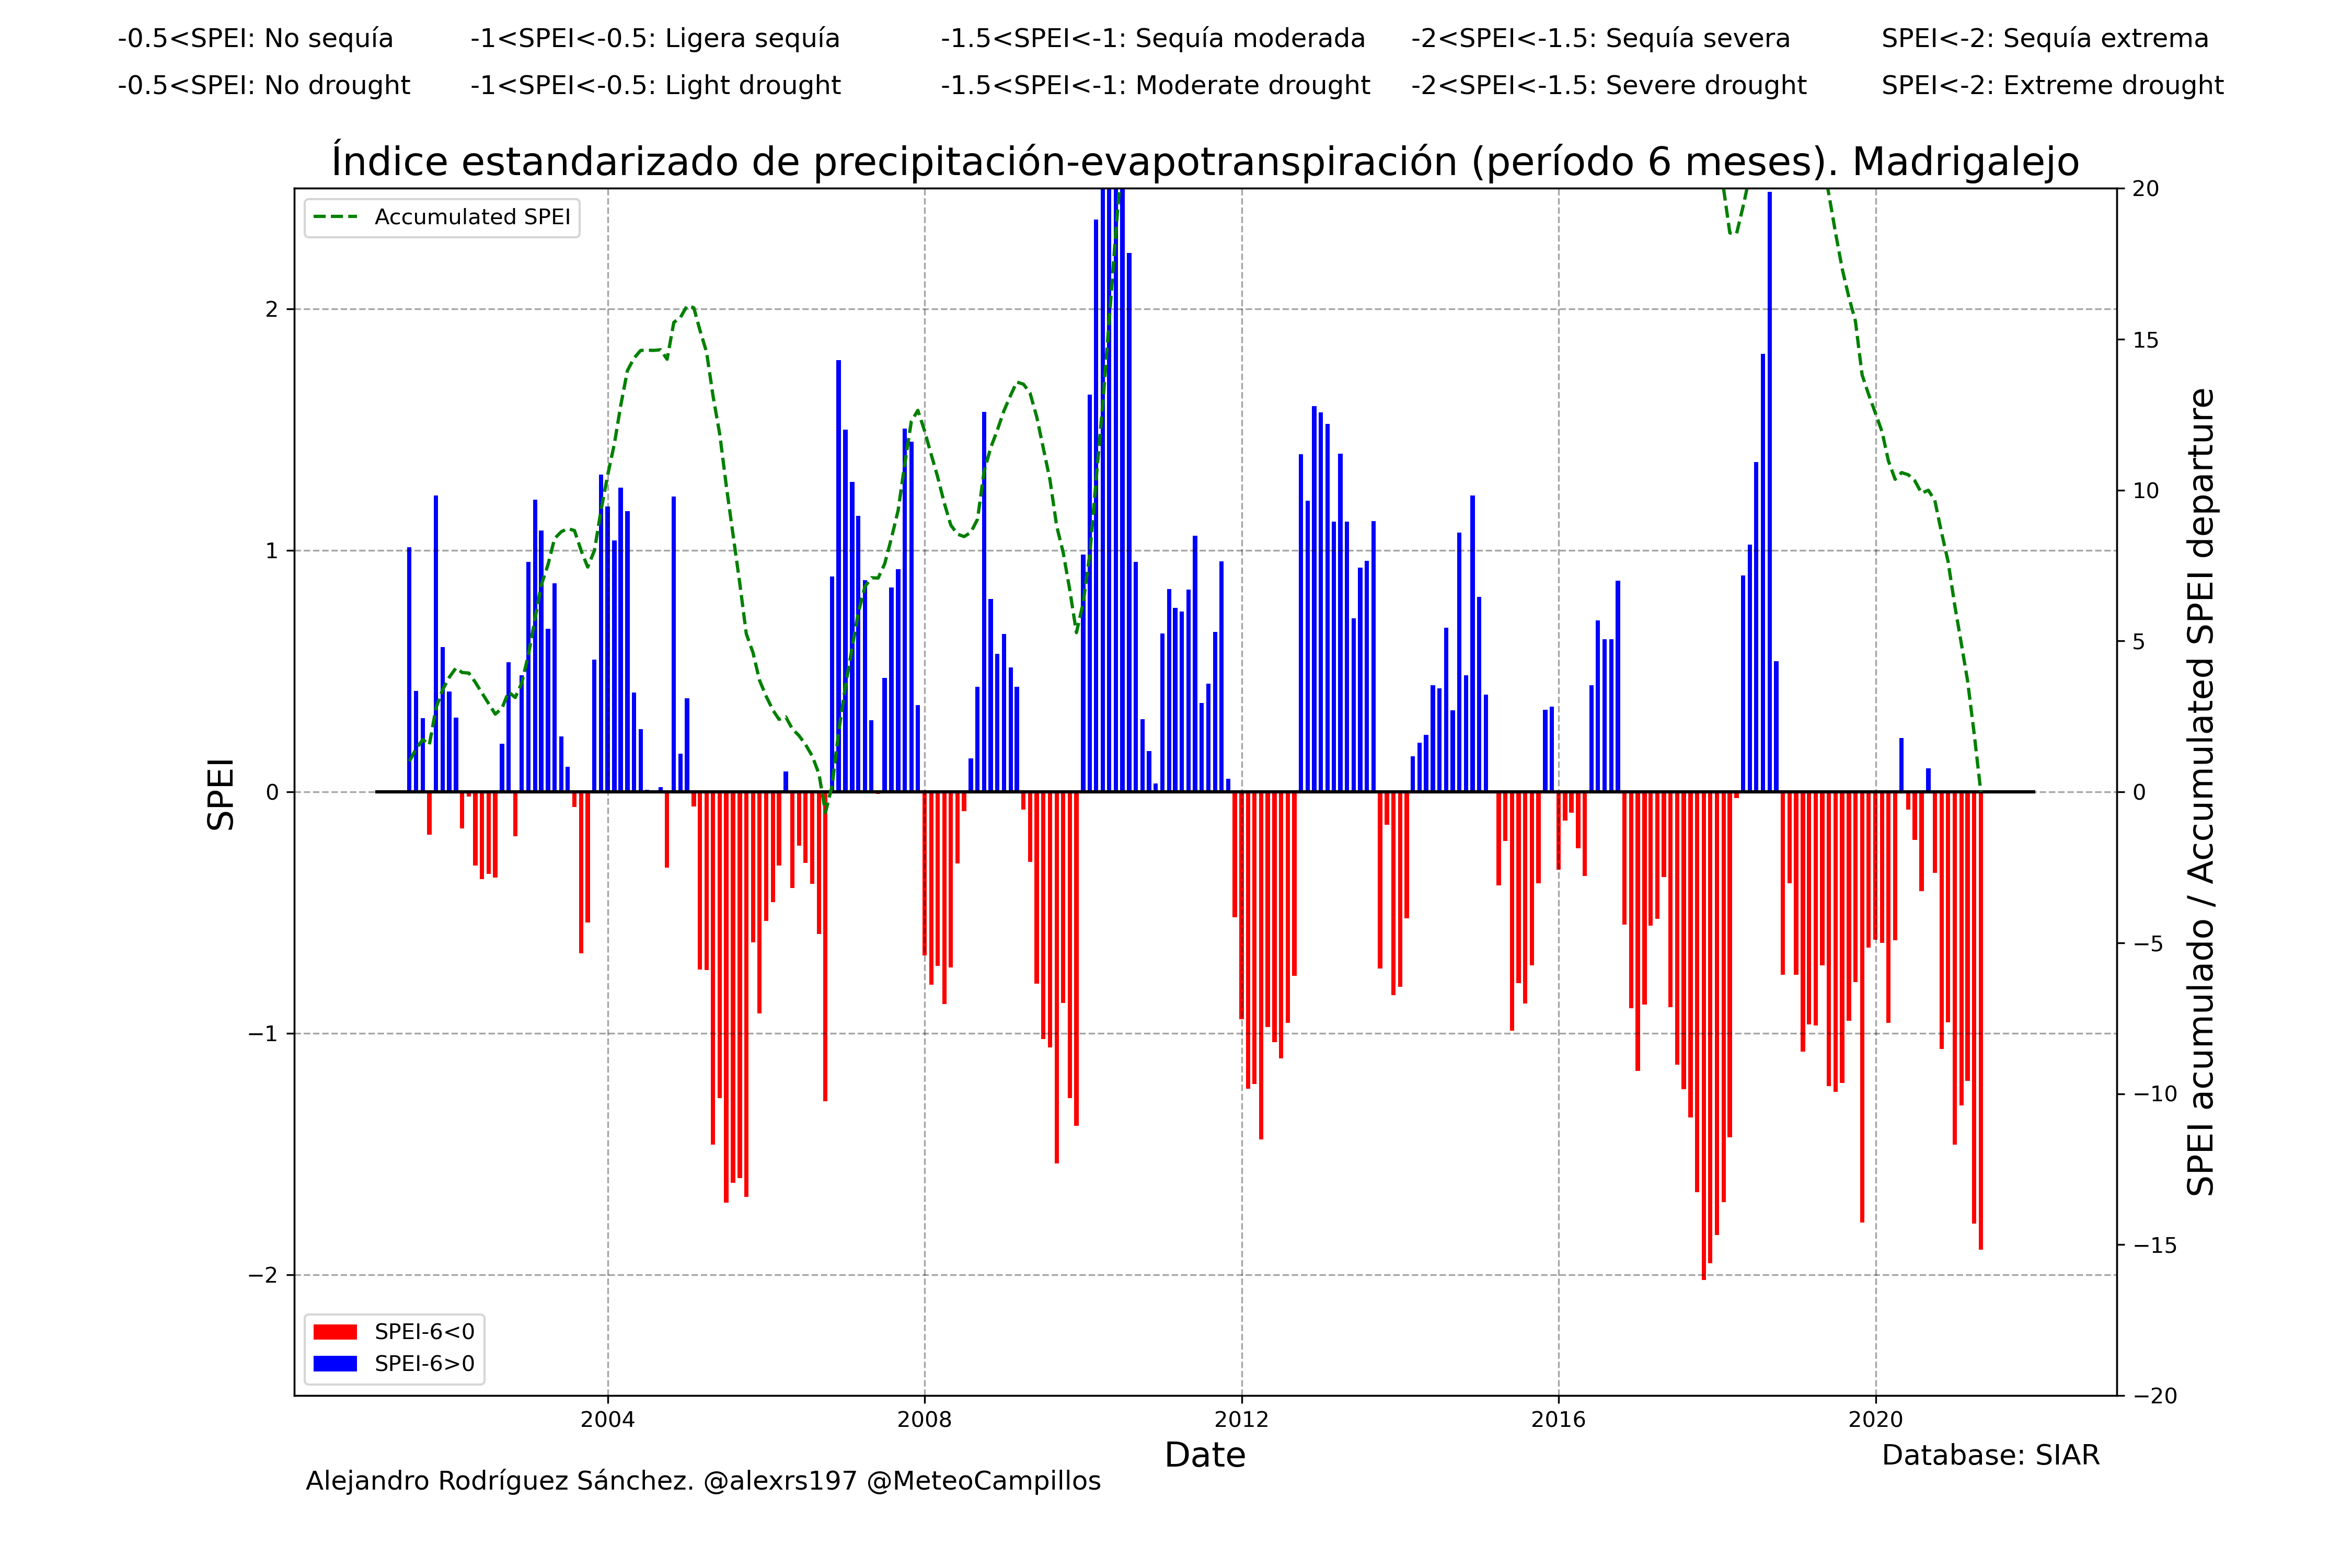 -0.5<SPEI: No sequía -1<SPEI<-0.5: Ligera sequía -1.5<SPEI<-1: Sequía moderada -2<SPEI<-1.5: Sequía severa SPEI<-2: Sequía extrema
-0.5<SPEI: No drought -1<SPEI<-0.5: Light drought -1.5<SPEI<-1: Moderate drought -2<SPEI<-1.5: Severe drought SPEI<-2: Extreme drought
Índice estandarizado de precipitación-evapotranspiración (período 6 meses). Madrigalejo
Accumulated SPEI
2
1
0
−1
−2
SPEI
20
15
10
5
0
−5
−10
−15
−20
SPEI acumulado / Accumulated SPEI departure
SPEI-6<0
SPEI-6>0
2004 2008 2012 2016 2020
Date
Database: SIAR
Alejandro Rodríguez Sánchez. @alexrs197 @MeteoCampillos